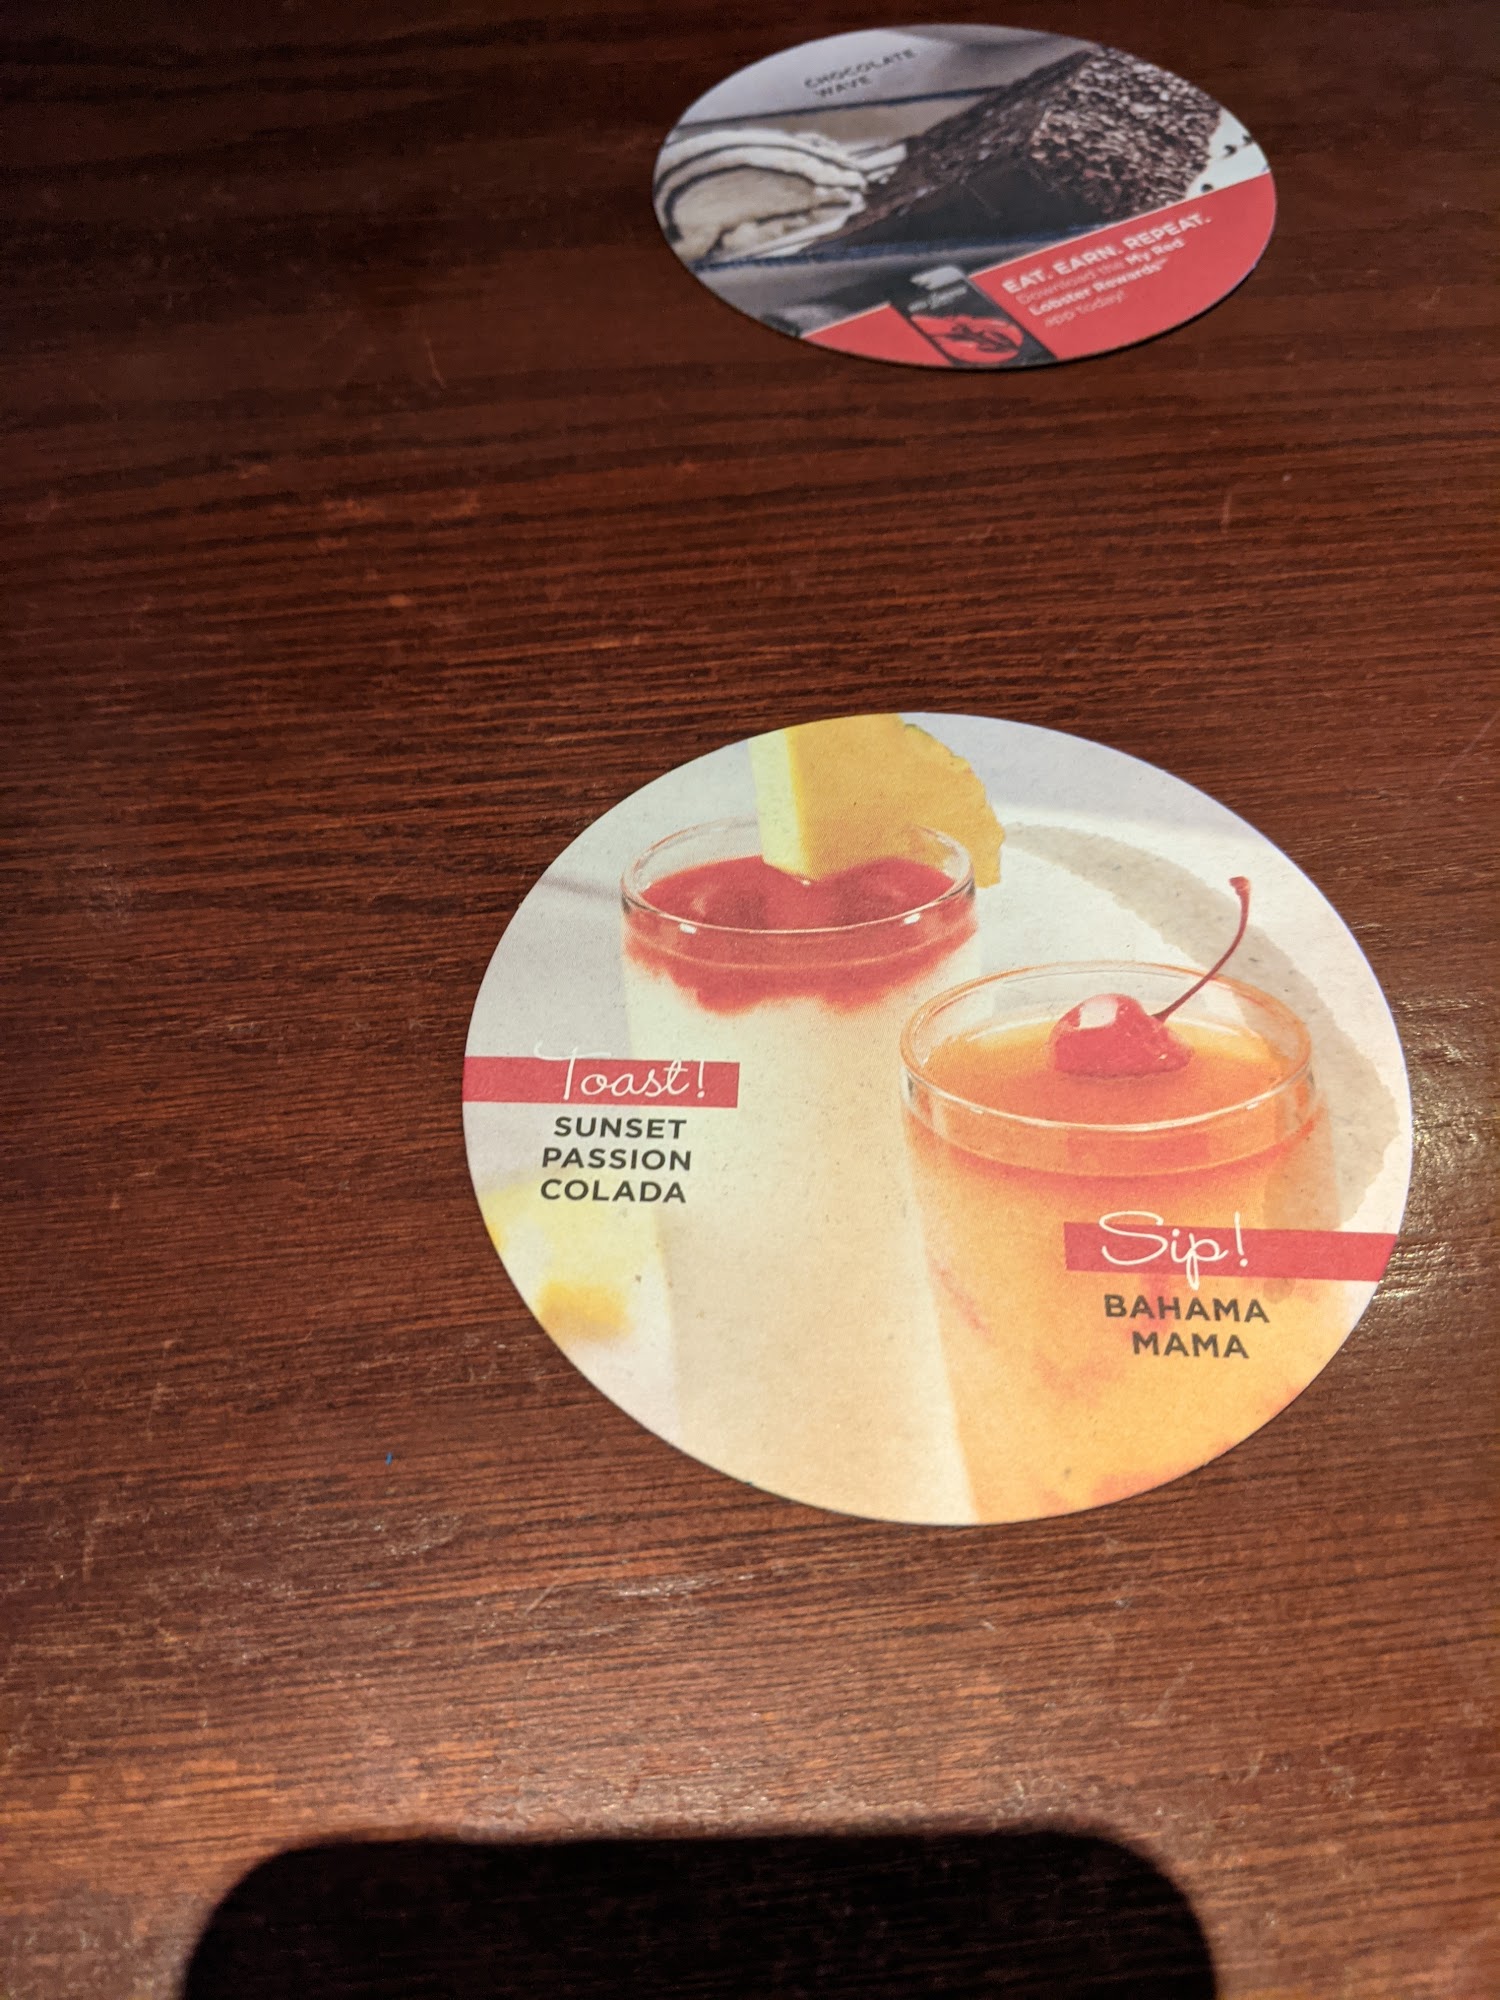 CHOCOLATE
WAVE
EAT. EARN. REPEAT.
Download the My Red
Lobster Rewards℠
app Today!
Toast!
SUNSET
PASSION
COLADA
Sip!
BAHAMA
MAMA